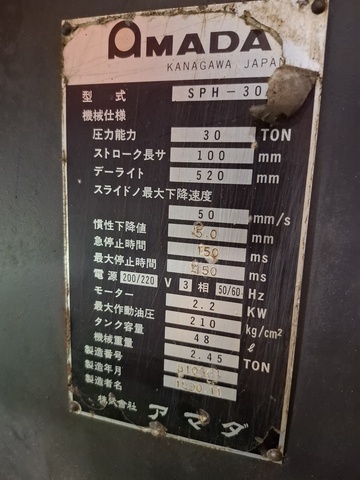 AMADA
KANAGAWA JAPAN
型式 SPH-30
機械仕様
圧力能力 30 TON
ストローク長サ 100 mm
デーライト 520 mm
スライドノ最大下降速度
50 mm/s
慣性下降値 5.0 mm
急停止時間 150 ms
最大停止時間 450 ms
電源 200/220 V 3 相 50/60 Hz
モーター 2.2 KW
最大作動油圧 210 kg/cm²
タンク容量 48 ℓ
機械重量 2.45 TON
製造番号
製造年月
製造者名
株式会社 アマダ